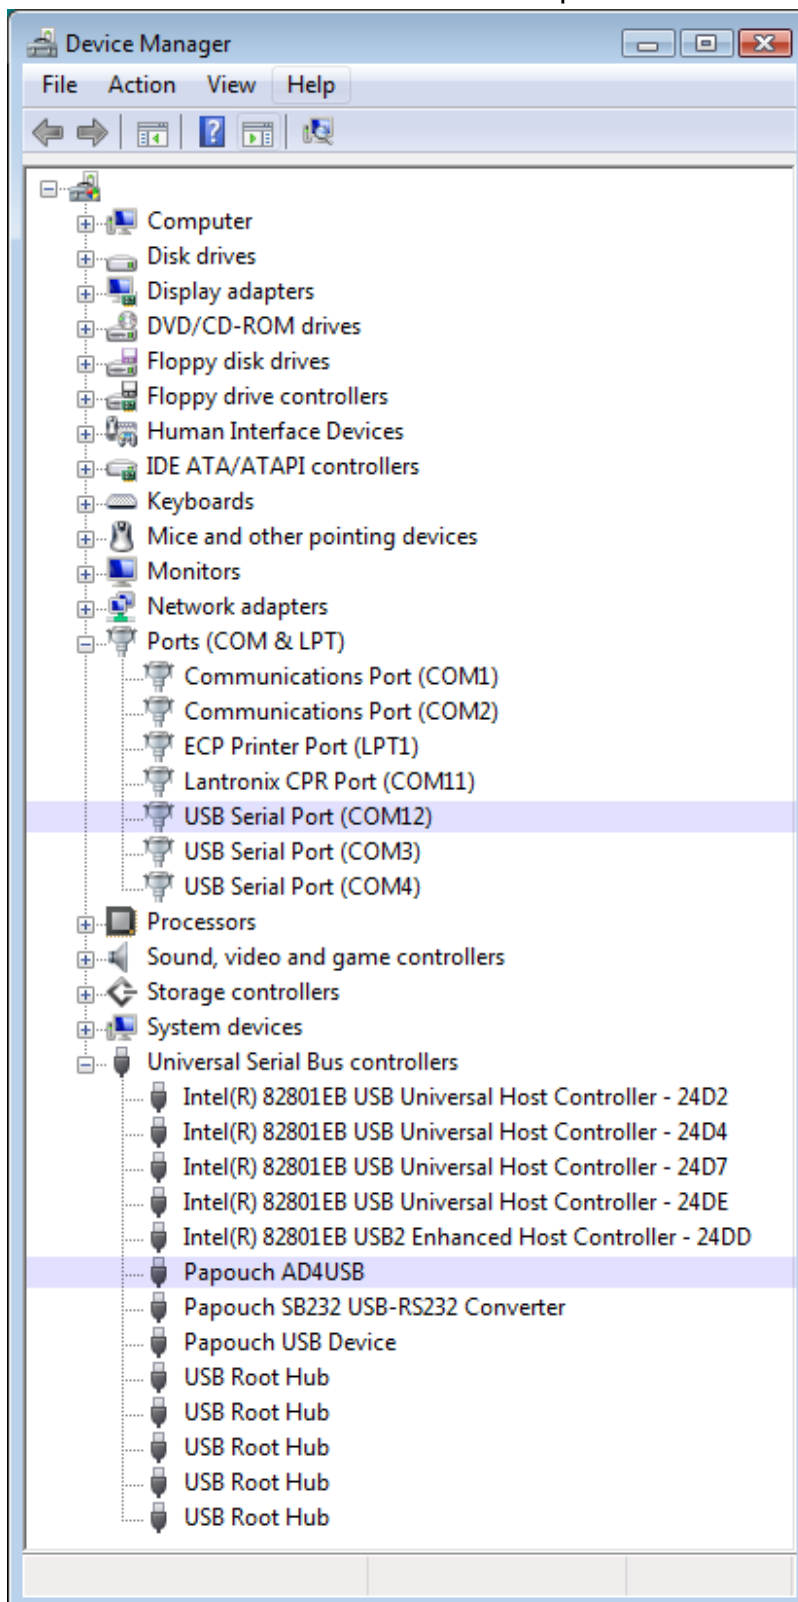 Device Manager
File Action View Help
Computer
Disk drives
Display adapters
DVD/CD-ROM drives
Floppy disk drives
Floppy drive controllers
Human Interface Devices
IDE ATA/ATAPI controllers
Keyboards
Mice and other pointing devices
Monitors
Network adapters
Ports (COM & LPT)
Communications Port (COM1)
Communications Port (COM2)
ECP Printer Port (LPT1)
Lantronix CPR Port (COM11)
USB Serial Port (COM12)
USB Serial Port (COM3)
USB Serial Port (COM4)
Processors
Sound, video and game controllers
Storage controllers
System devices
Universal Serial Bus controllers
Intel(R) 82801EB USB Universal Host Controller - 24D2
Intel(R) 82801EB USB Universal Host Controller - 24D4
Intel(R) 82801EB USB Universal Host Controller - 24D7
Intel(R) 82801EB USB Universal Host Controller - 24DE
Intel(R) 82801EB USB2 Enhanced Host Controller - 24DD
Papouch AD4USB
Papouch SB232 USB-RS232 Converter
Papouch USB Device
USB Root Hub
USB Root Hub
USB Root Hub
USB Root Hub
USB Root Hub